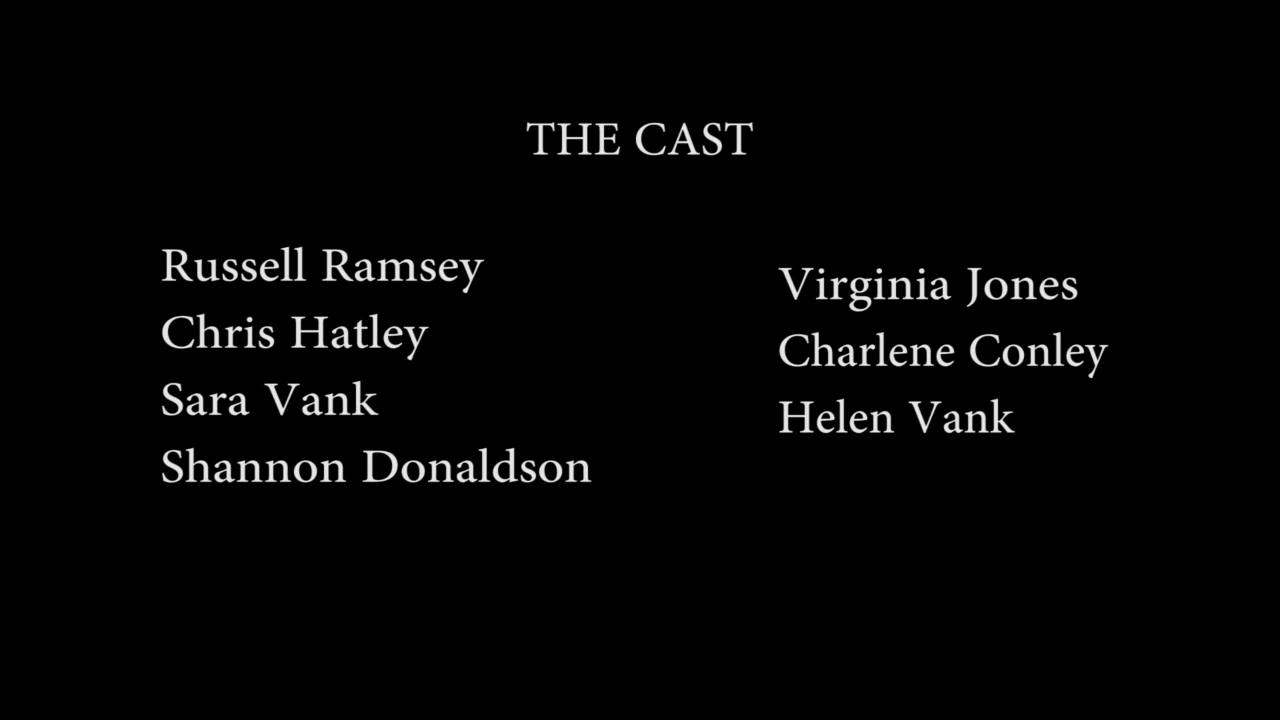 THE CAST
Russell Ramsey
Chris Hatley
Sara Vank
Shannon Donaldson
Virginia Jones
Charlene Conley
Helen Vank